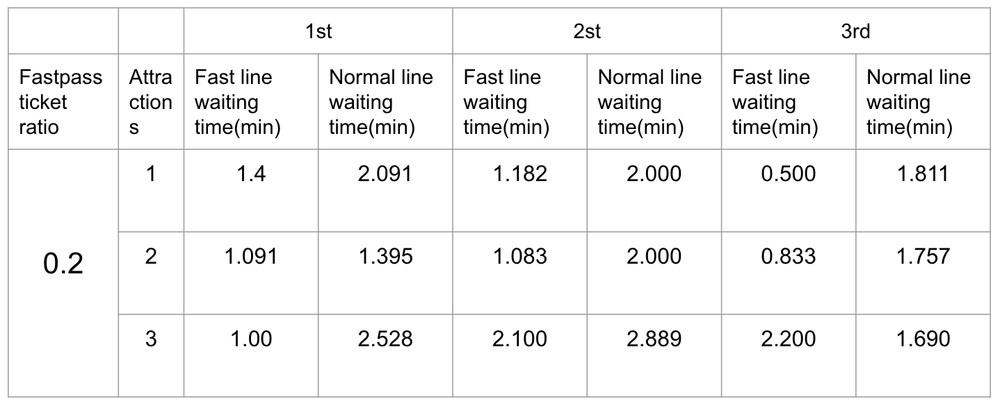 1st 2st 3rd
Fastpass ticket ratio Attra ction s Fast line waiting time(min) Normal line waiting time(min) Fast line waiting time(min) Normal line waiting time(min) Fast line waiting time(min) Normal line waiting time(min)
0.2
1 1.4 2.091 1.182 2.000 0.500 1.811
2 1.091 1.395 1.083 2.000 0.833 1.757
3 1.00 2.528 2.100 2.889 2.200 1.690